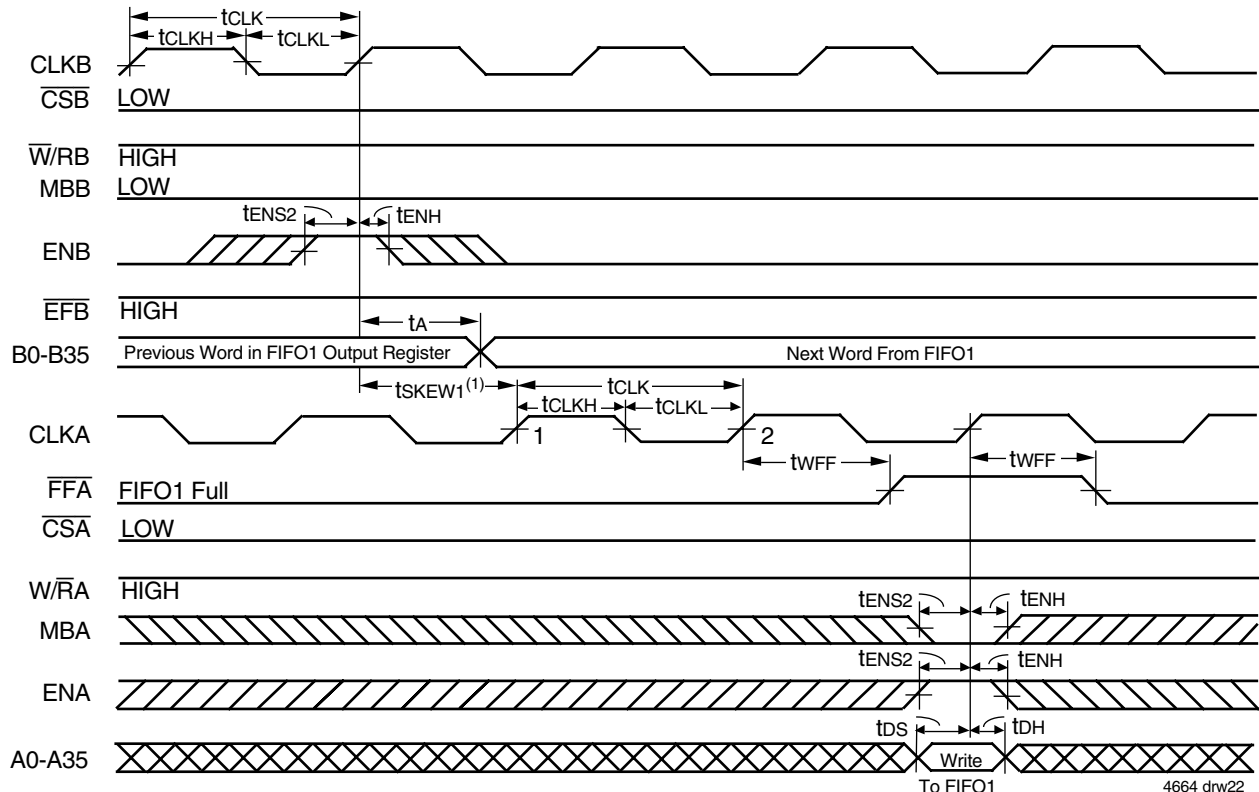 tCLK
tCLKH tCLKL
CLKB
CSB LOW
W/RB HIGH
MBB LOW
tENS2 tENH
ENB
EFB HIGH
tA
B0-B35 Previous Word in FIFO1 Output Register Next Word From FIFO1
tSKEW1(1) tCLK
tCLKH tCLKL
CLKA 1 2
tWFF tWFF
FFA FIFO1 Full
CSA LOW
W/RA HIGH
tENS2 tENH
MBA
tENS2 tENH
ENA
tDS tDH
A0-A35 Write
To FIFO1 4664 drw22